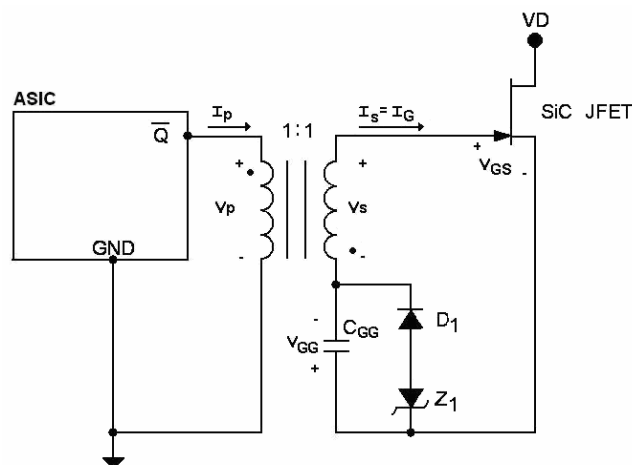 VD
ASIC
Q̅
Ip
1:1
Is=IG
SiC JFET
+
VGS
-
+
Vp
-
+
Vs
-
GND
-
VGG
+
CGG
D1
Z1